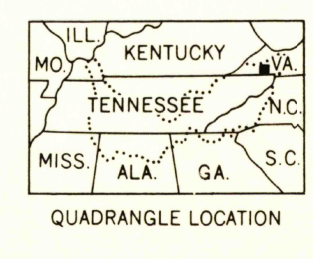 ILL.
KENTUCKY
MO.
VA.
TENNESSEE
N.C.
MISS.
ALA.
GA.
S.C.
QUADRANGLE LOCATION